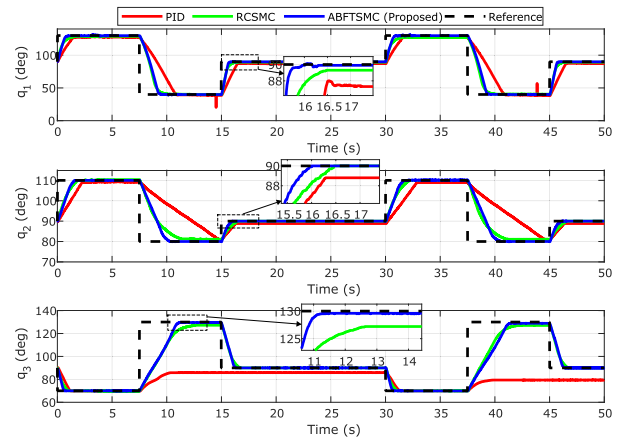 PID RCSMC ABFTSMC (Proposed) Reference
q1 (deg)
100
50
0
90
88
16 16.5 17
0 5 10 15 20 25 30 35 40 45 50
Time (s)
q2 (deg)
110
100
90
80
70
90
88
15.5 16 16.5 17
0 5 10 15 20 25 30 35 40 45 50
Time (s)
q3 (deg)
140
120
100
80
60
130
125
11 12 13 14
0 5 10 15 20 25 30 35 40 45 50
Time (s)